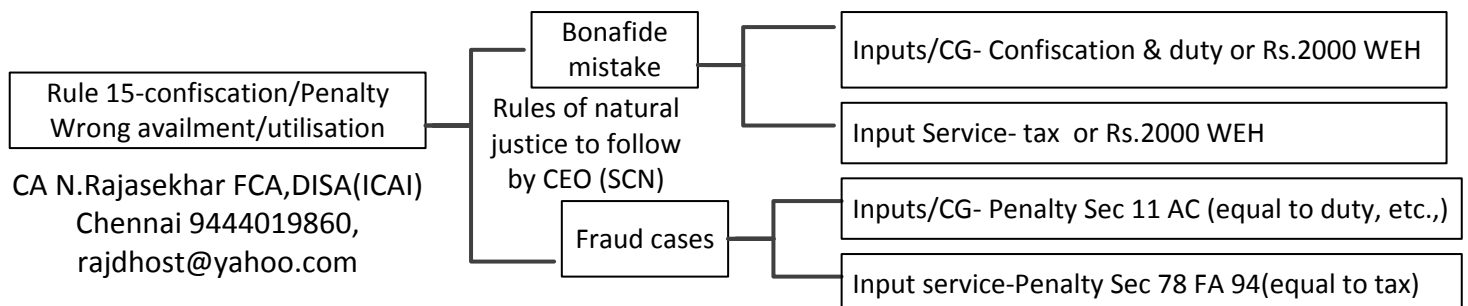 Rule 15-confiscation/Penalty
Wrong availment/utilisation
CA N.Rajasekhar FCA,DISA(ICAI)
Chennai 9444019860,
rajdhost@yahoo.com
Bonafide
mistake
Rules of natural
justice to follow
by CEO (SCN)
Fraud cases
Inputs/CG- Confiscation & duty or Rs.2000 WEH
Input Service- tax or Rs.2000 WEH
Inputs/CG- Penalty Sec 11 AC (equal to duty, etc.,)
Input service-Penalty Sec 78 FA 94(equal to tax)